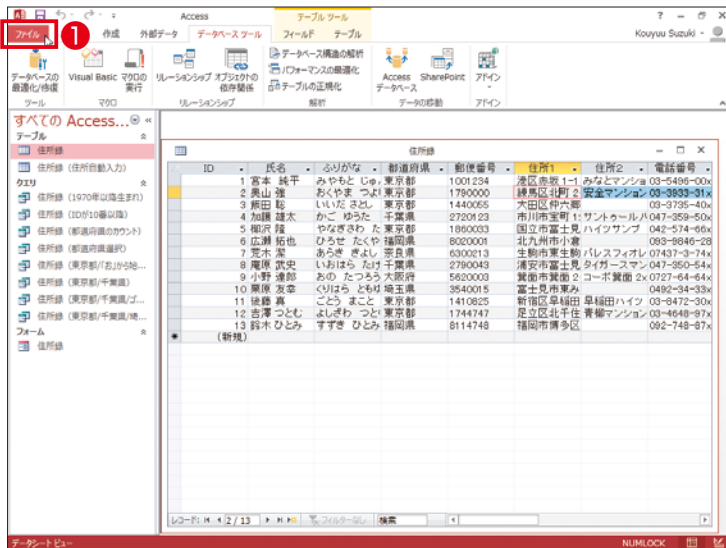 Access
テーブル ツール
ファイル
1
作成
外部データ
データベース ツール
フィールド
テーブル
Kouyuu Suzuki
データベースの最適化/修復
Visual Basic
マクロの実行
リレーションシップ
オブジェクトの依存関係
データベース構造の解析
パフォーマンスの最適化
テーブルの正規化
Access データベース
SharePoint
アドイン
ツール
マクロ
リレーションシップ
解析
データの移動
アドイン
すべての Access...
テーブル
住所録
住所録（住所自動入力）
クエリ
住所録（1970年以降生まれ）
住所録（IDが10番以降）
住所録（都道府県のカウント）
住所録（都道府県選択）
住所録（東京都/「お」から始...
住所録（東京都/千葉県）
住所録（東京都/千葉県/ゴ...
住所録（東京都/千葉県/埼...
フォーム
住所録
住所録
ID 氏名 ふりがな 都道府県 郵便番号 住所1 住所2 電話番号
1 宮本 純平 みやもと じゅ 東京都 1001234 港区赤坂 1-1 みなとマンショ 03-5496-00x
2 奥山 強 おくやま つよ 東京都 1790000 練馬区北町 2 安全マンション 03-3933-31x
3 飯田 聡 いいだ さとし 東京都 1440055 大田区仲六郷 03-3735-40x
4 加護 雄太 かご ゆうた 千葉県 2720123 市川市宝町 1 サントゥールハ 047-359-50x
5 柳沢 隆 やなぎさわ た 東京都 1860033 国立市富士見 ハイツサンプ 042-574-66x
6 広瀬 拓也 ひろせ たくや 福岡県 8020001 北九州市小倉 093-9846-28
7 荒木 潔 あらき きよし 奈良県 6300213 生駒市東生駒 パレスフォオレ 07437-3-74x
8 庵原 武史 いおはら たけ 千葉県 2790043 浦安市富士見 タイガースマン 047-350-54x
9 小野 達郎 おの たつろう 大阪府 5620003 箕面市箕面 2 コーポ箕面 2x 0727-64-64x
10 栗原 友幸 くりはら ともゆ 埼玉県 3540015 富士見市東み 0492-34-33x
11 後藤 真 ごとう まこと 東京都 1410825 新宿区早稲田 早稲田ハイツ 03-8472-30x
12 吉澤 つとむ よしざわ つと 東京都 1744747 足立区北千住 青柳マンション 03-4648-97x
13 鈴木 ひとみ すずき ひとみ 福岡県 8114748 福岡市博多区 092-748-87x
（新規）
レコード: 2 / 13 フィルターなし 検索
データシート ビュー
NUMLOCK